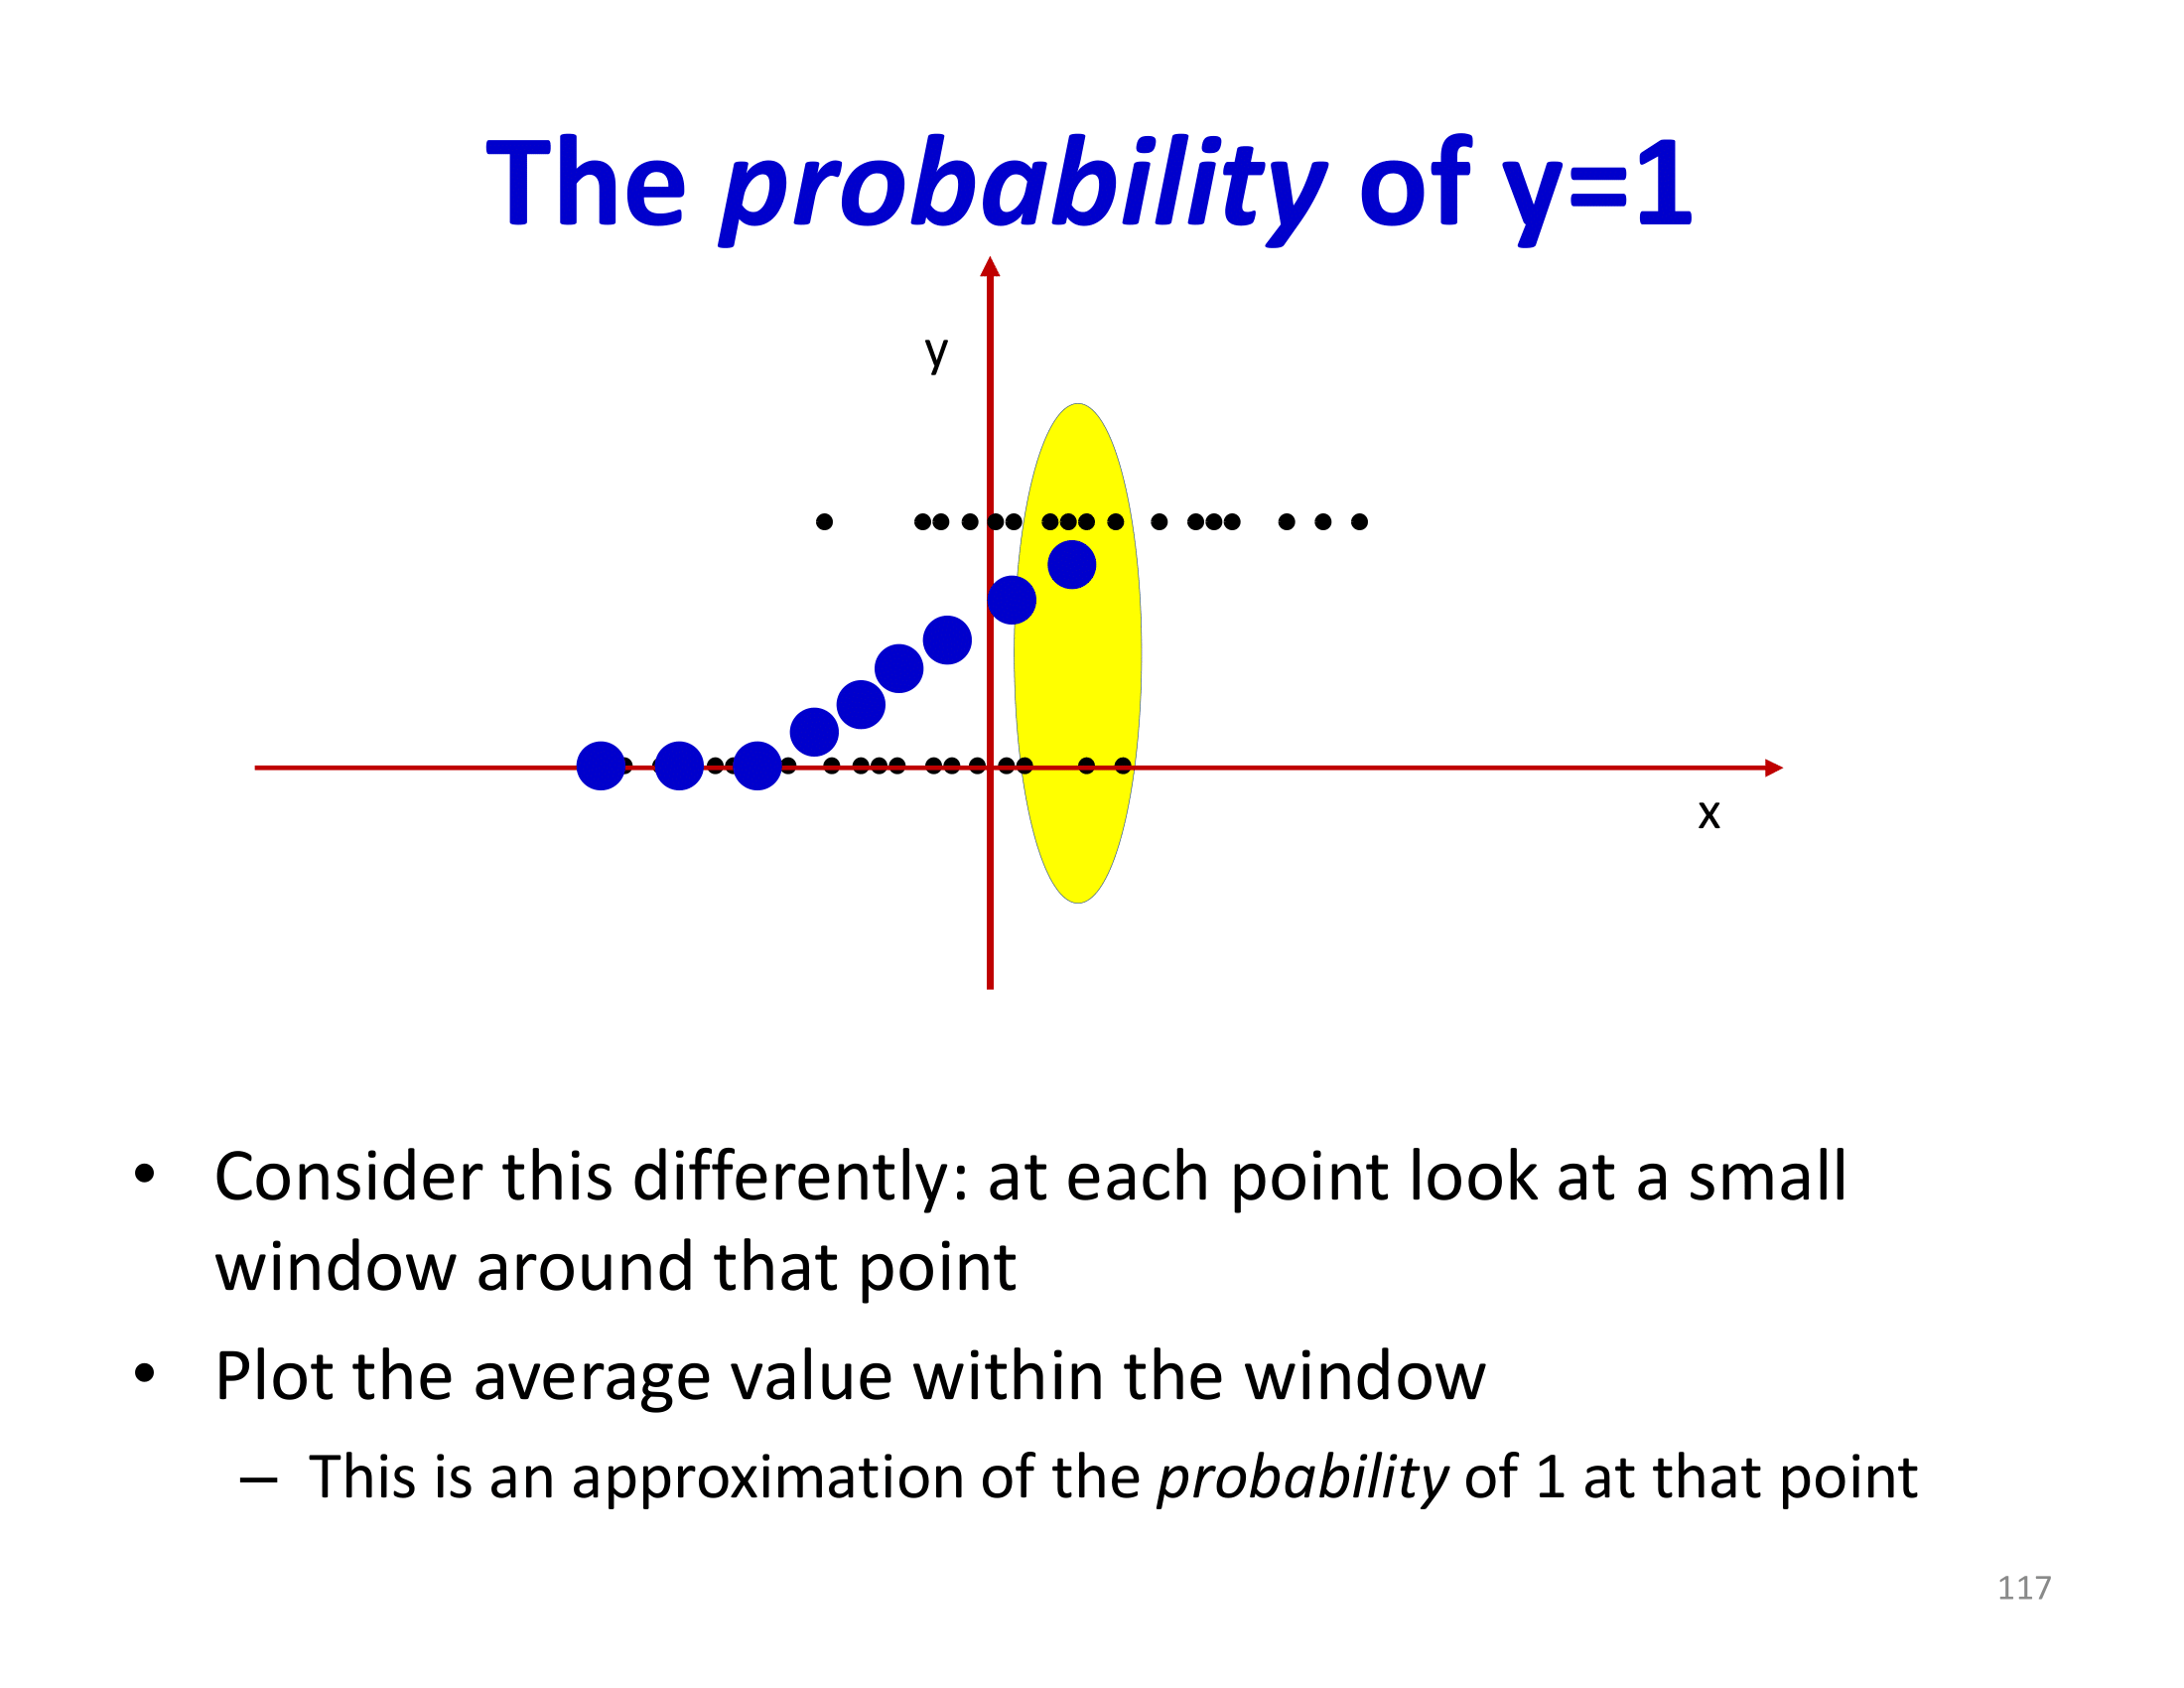 The probability of y=1
y
x
• Consider this differently: at each point look at a small
window around that point
• Plot the average value within the window
– This is an approximation of the probability of 1 at that point
117